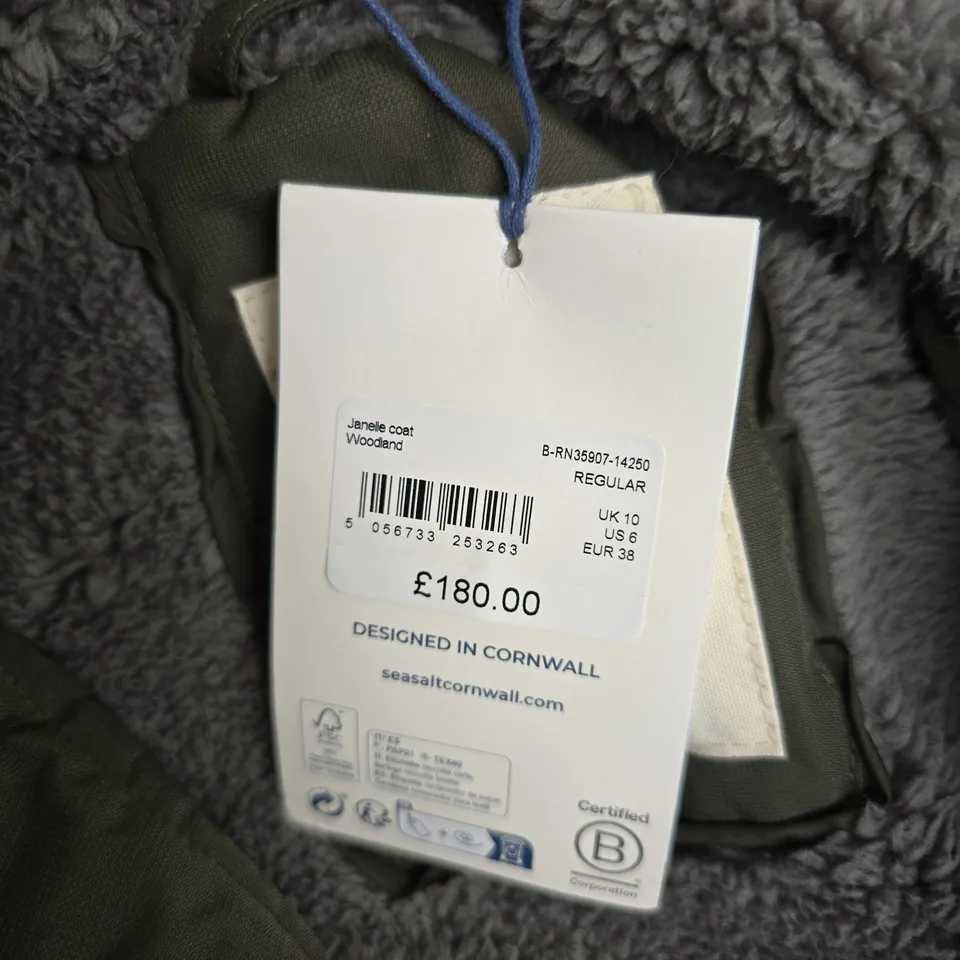 Janelle coat
Woodland
B-RN35907-14250
REGULAR
UK 10
US 6
EUR 38
5 056733 253263
£180.00
DESIGNED IN CORNWALL
seasaltcornwall.com
FSC
Certified
B
Corporation